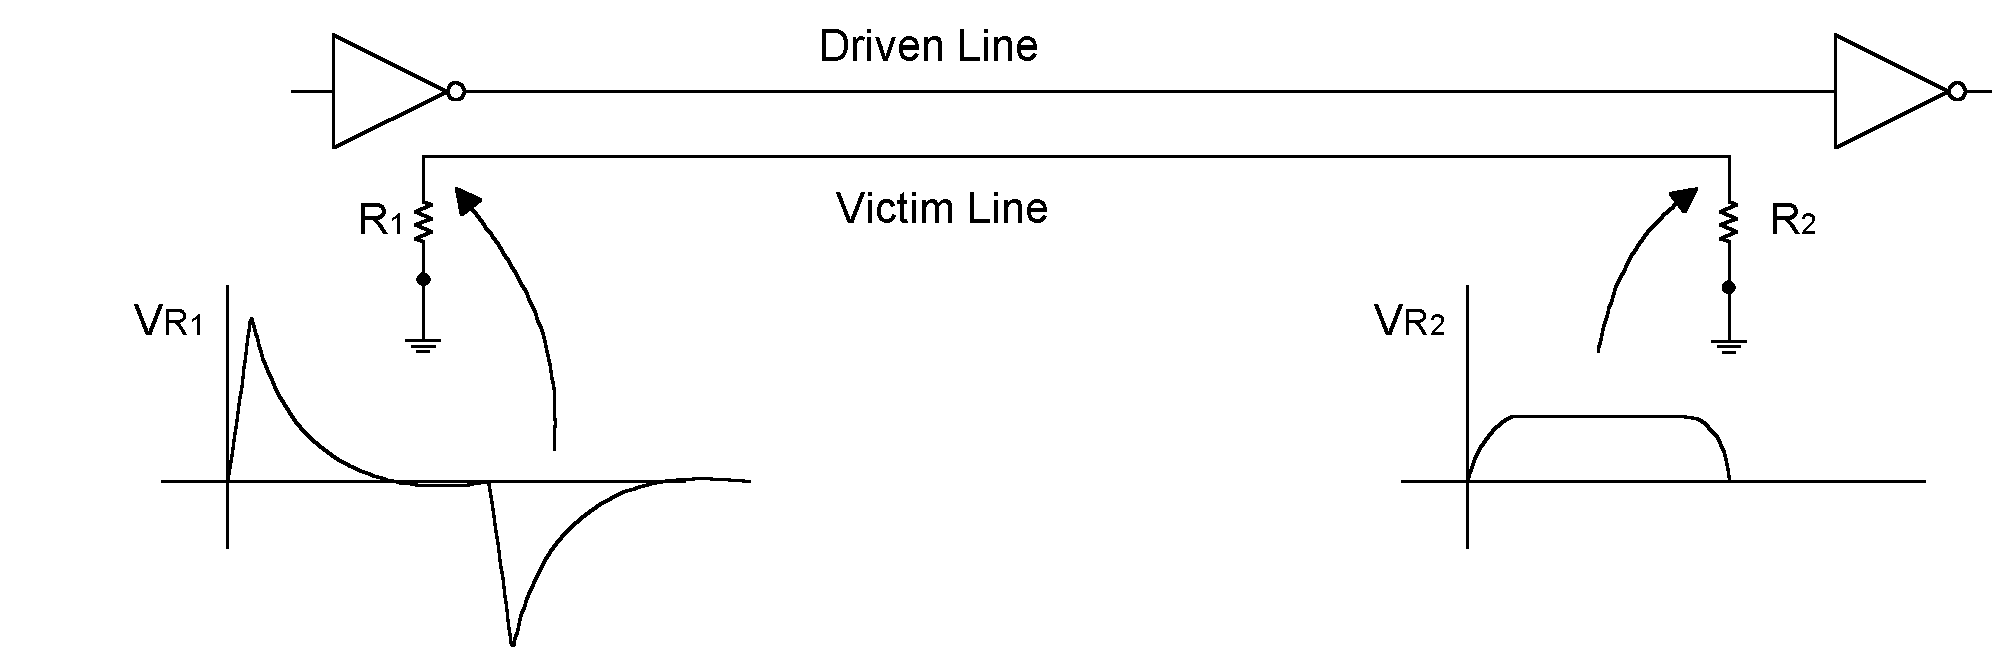 Driven Line
Victim Line
R1
R2
VR1
VR2